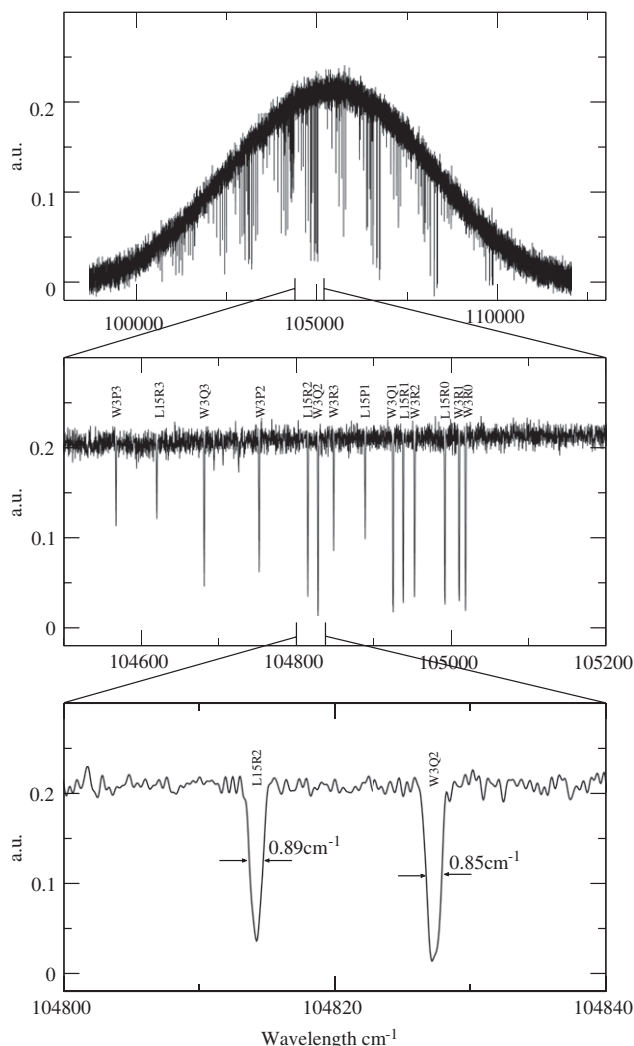 a.u.
0.2
0.1
0
100000 105000 110000
W3P3 L15R3 W3Q3 W3P2 L15R2 W3Q2 W3R3 L15P1 W3Q1 L15R1 W3R2 L15R0 W3R1 W3R0
a.u.
0.2
0.1
0
104600 104800 105000 105200
L15R2 W3Q2
a.u.
0.2
0.89cm-1
0.85cm-1
0.1
0
104800 104820 104840
Wavelength cm-1